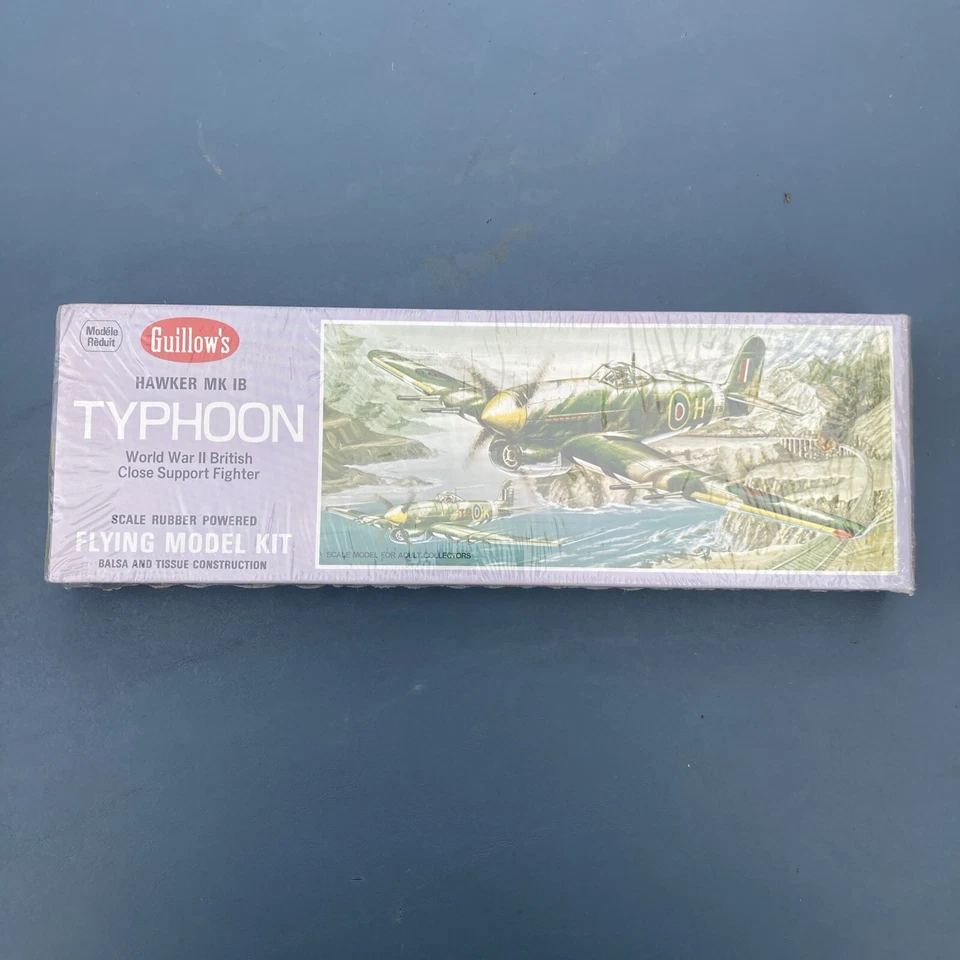 Modèle
Réduit
Guillow's
HAWKER MK IB
TYPHOON
World War II British
Close Support Fighter
SCALE RUBBER POWERED
FLYING MODEL KIT
BALSA AND TISSUE CONSTRUCTION
D H
SCALE MODEL FOR ADULT COLLECTORS